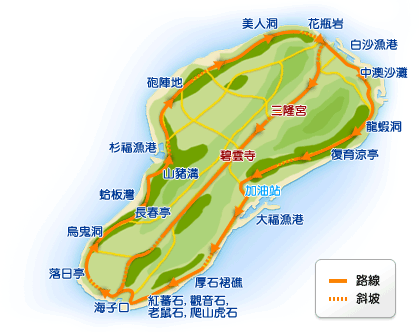 美人洞
花瓶岩
白沙漁港
中澳沙灘
砲陣地
三隆宮
龍蝦洞
杉福漁港
碧雲寺
復育涼亭
山豬溝
蛤板灣
加油站
長春亭
大福漁港
烏鬼洞
落日亭
厚石裙礁
海子口
紅蕃石, 觀音石,
老鼠石, 爬山虎石
路線
斜坡